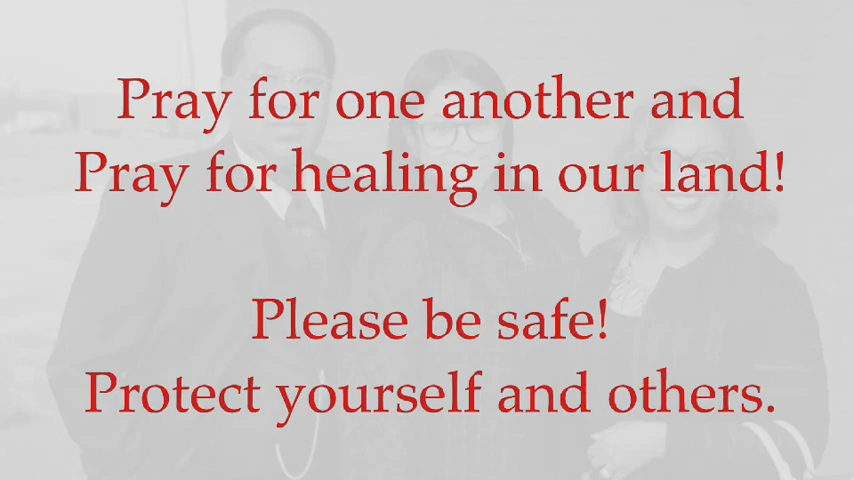 Pray for one another and
Pray for healing in our land!
Please be safe!
Protect yourself and others.